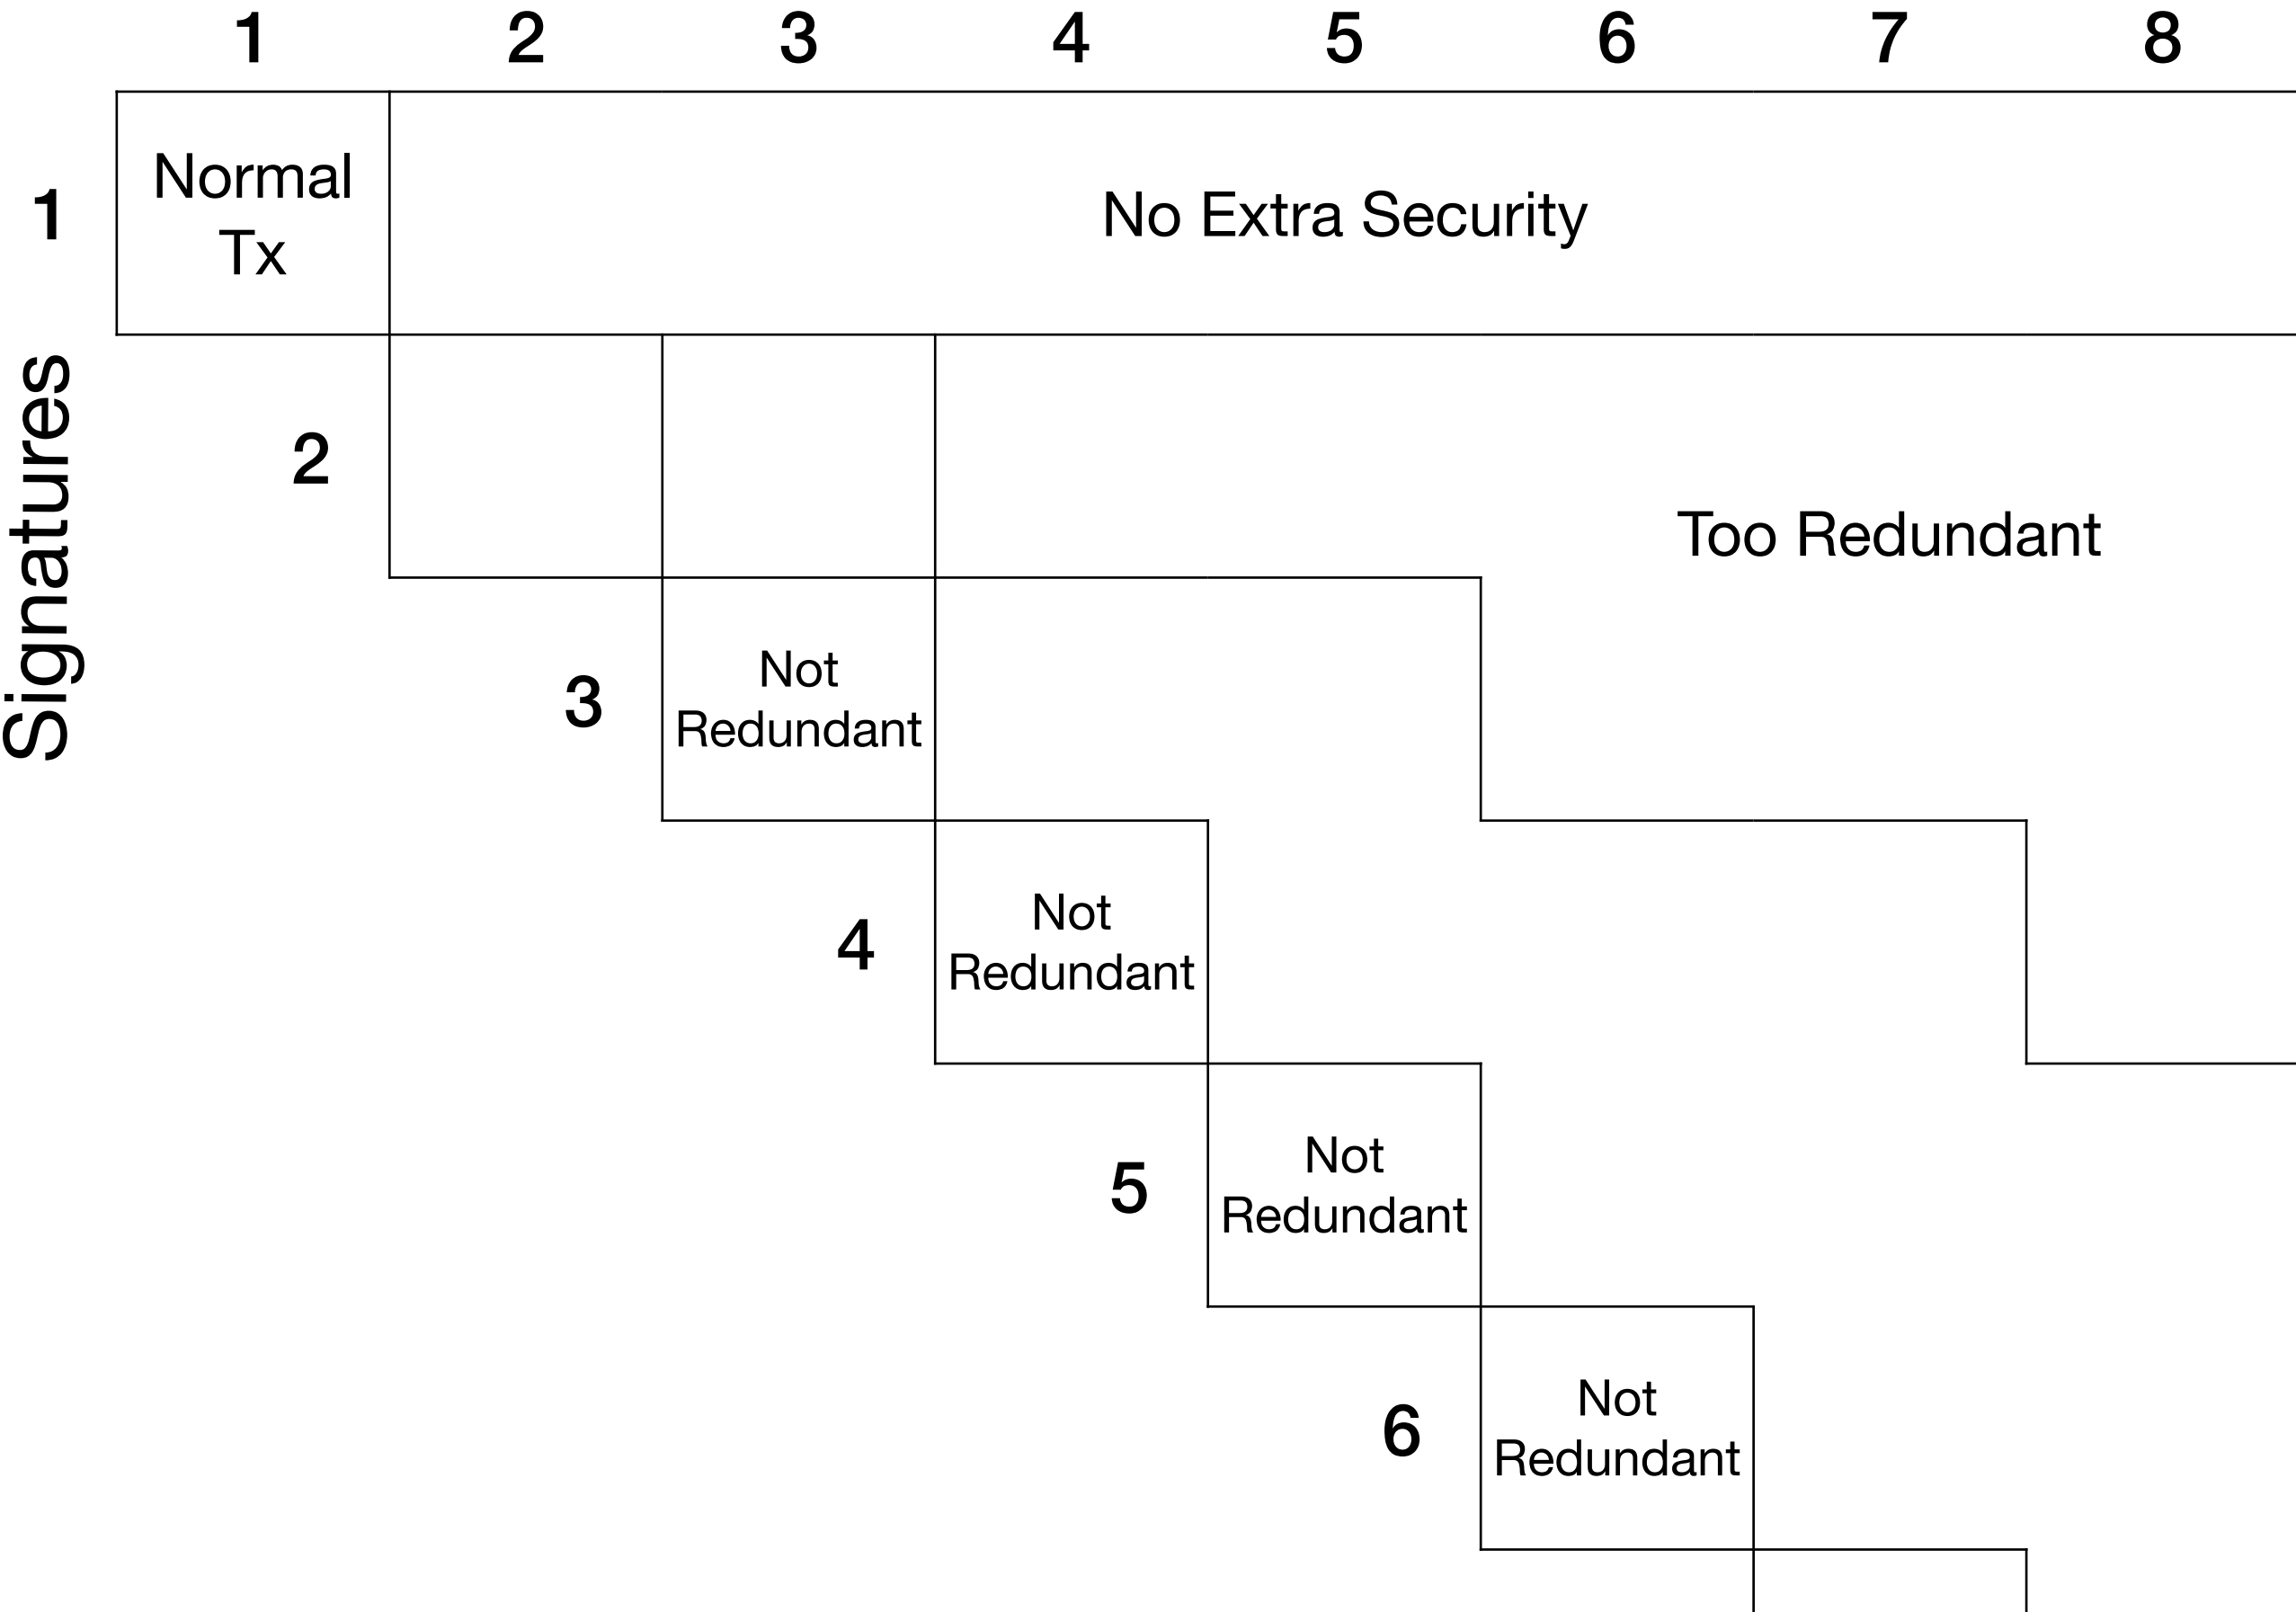 1 2 3 4 5 6 7 8
1
Normal
Tx
No Extra Security
Signatures
2
Too Redundant
3
Not
Redundant
4
Not
Redundant
5
Not
Redundant
6
Not
Redundant